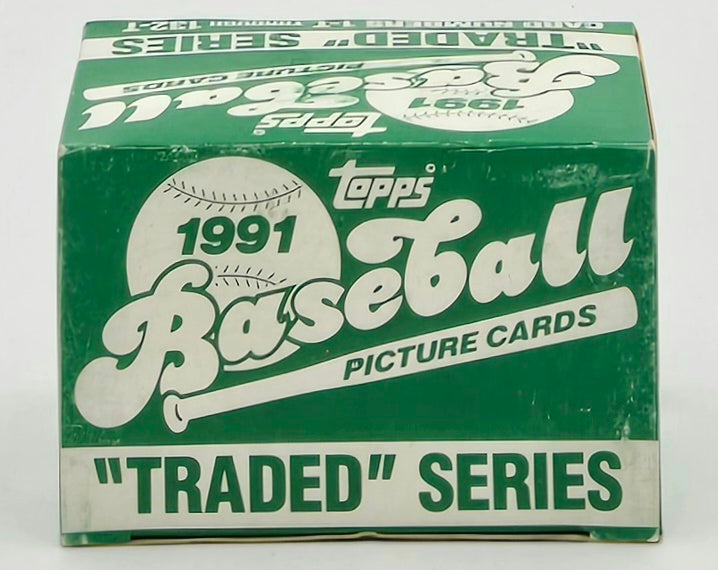 CARD NUMBERS 1-T THROUGH 132-T
"TRADED" SERIES
PICTURE CARDS
Baseball
1991
topps
topps
1991
Baseball
PICTURE CARDS
"TRADED" SERIES